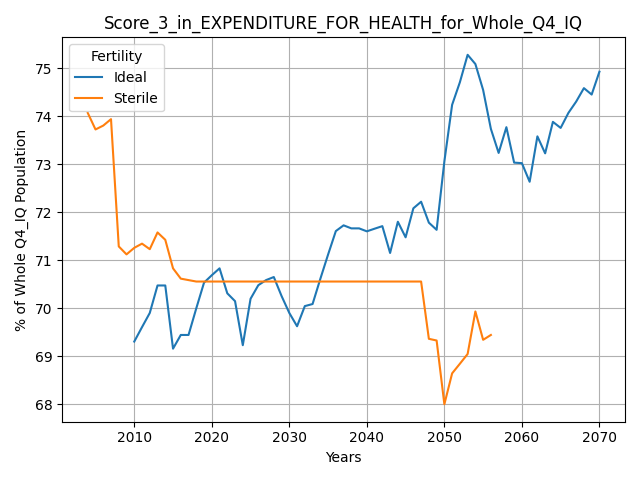 Score_3_in_EXPENDITURE_FOR_HEALTH_for_Whole_Q4_IQ
Fertility
Ideal
Sterile
% of Whole Q4_IQ Population
75
74
73
72
71
70
69
68
2010 2020 2030 2040 2050 2060 2070
Years